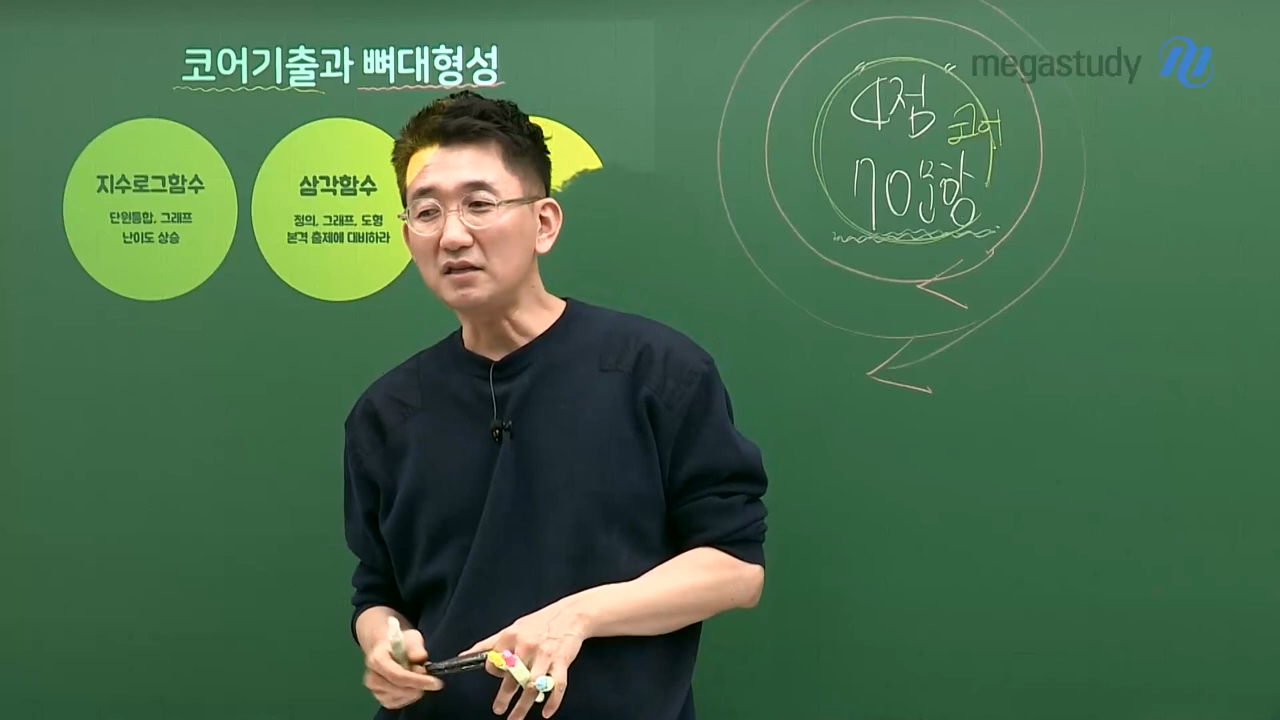 코어기출과 뼈대형성
지수로그함수
단원통합, 그래프
난이도 상승
삼각함수
정의, 그래프, 도형
본격 출제에 대비하라
megastudy
4점
코어
70문항